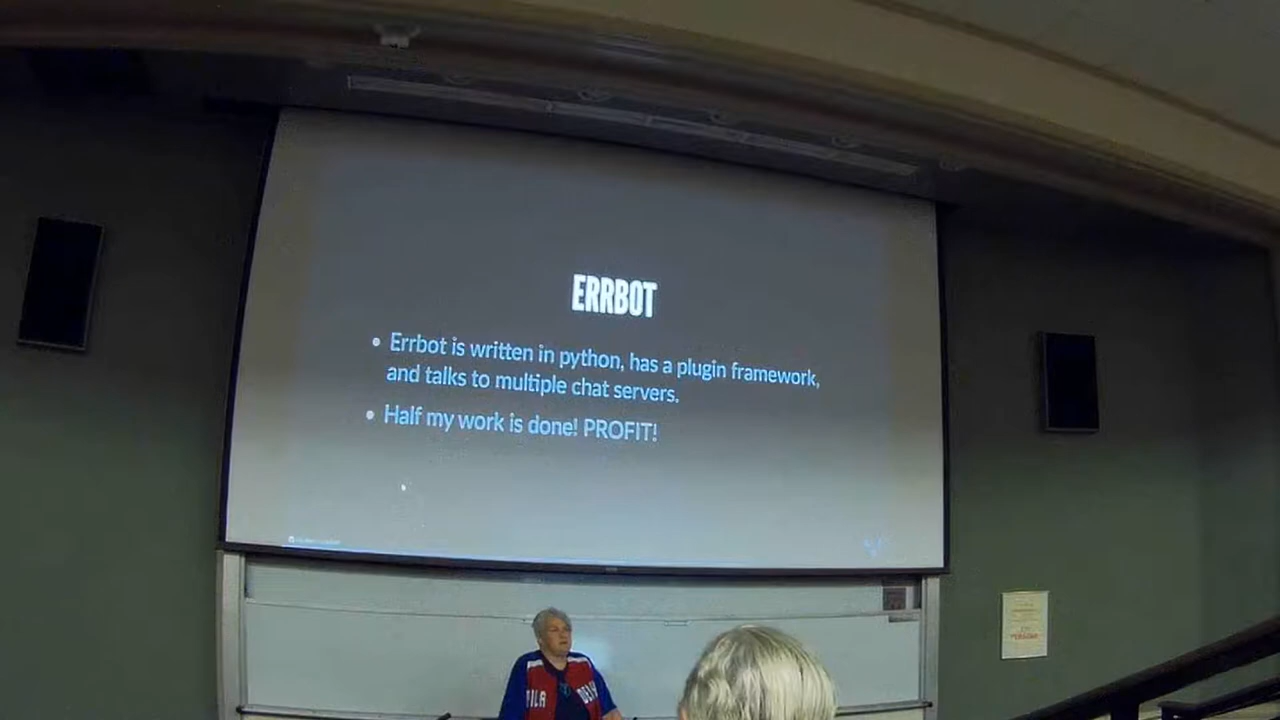 ERRBOT
• Errbot is written in python, has a plugin framework,
and talks to multiple chat servers.
• Half my work is done! PROFIT!